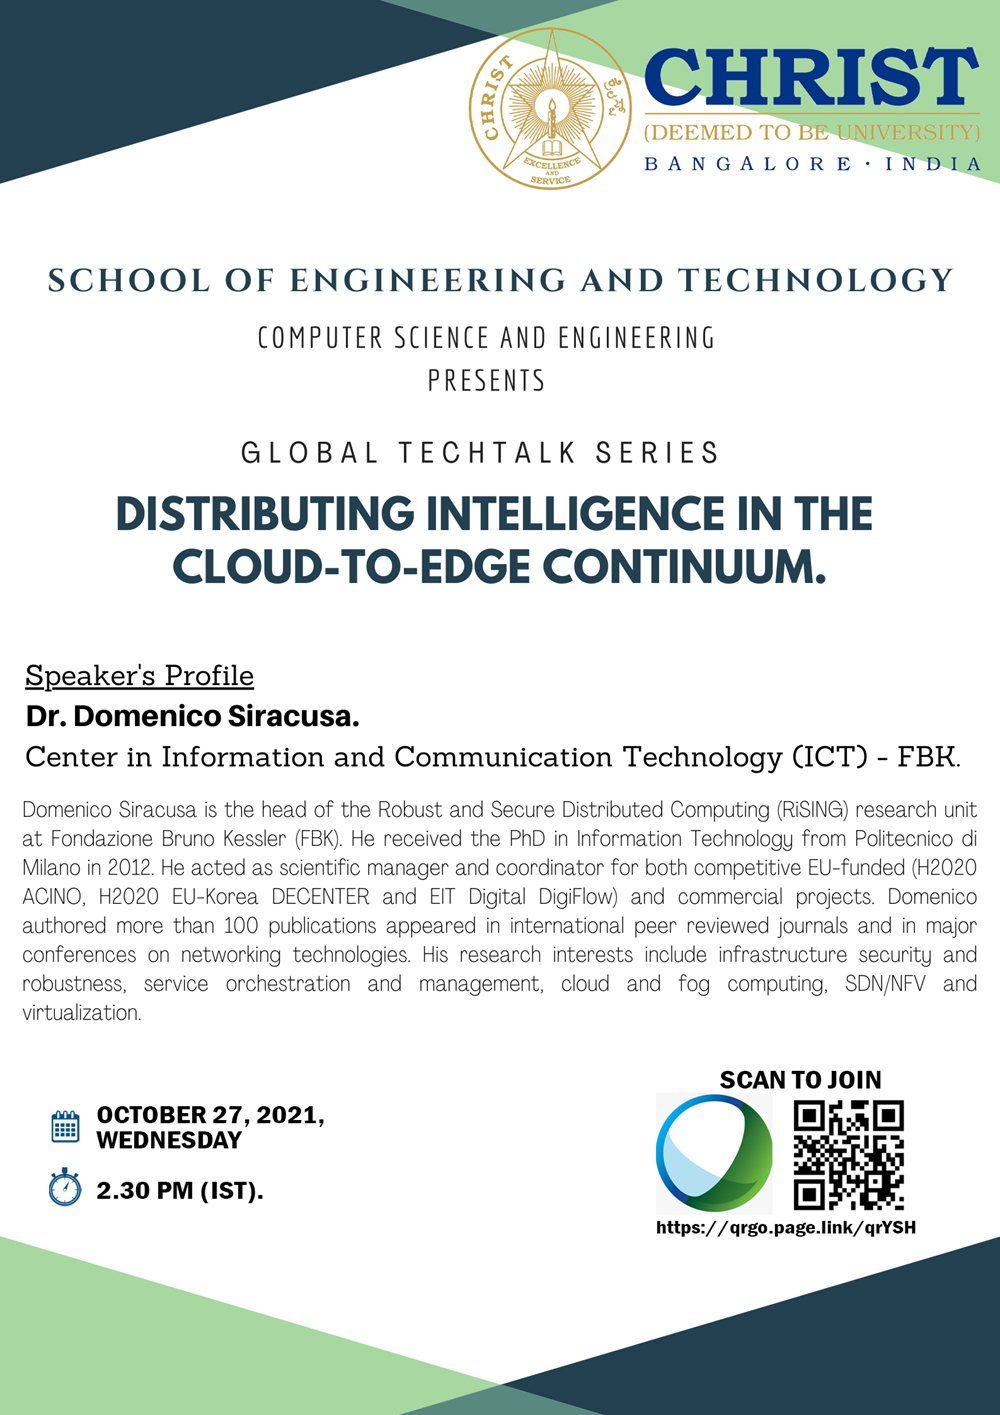 CHRIST
ಕ್ರೈಸ್ಟ್
EXCELLENCE
AND
SERVICE
CHRIST
(DEEMED TO BE UNIVERSITY)
BANGALORE · INDIA
SCHOOL OF ENGINEERING AND TECHNOLOGY
COMPUTER SCIENCE AND ENGINEERING
PRESENTS
GLOBAL TECHTALK SERIES
DISTRIBUTING INTELLIGENCE IN THE
CLOUD-TO-EDGE CONTINUUM.
Speaker's Profile
Dr. Domenico Siracusa.
Center in Information and Communication Technology (ICT) - FBK.
Domenico Siracusa is the head of the Robust and Secure Distributed Computing (RiSING) research unit
at Fondazione Bruno Kessler (FBK). He received the PhD in Information Technology from Politecnico di
Milano in 2012. He acted as scientific manager and coordinator for both competitive EU-funded (H2020
ACINO, H2020 EU-Korea DECENTER and EIT Digital DigiFlow) and commercial projects. Domenico
authored more than 100 publications appeared in international peer reviewed journals and in major
conferences on networking technologies. His research interests include infrastructure security and
robustness, service orchestration and management, cloud and fog computing, SDN/NFV and
virtualization.
OCTOBER 27, 2021,
WEDNESDAY
2.30 PM (IST).
SCAN TO JOIN
https://qrgo.page.link/qrYSH